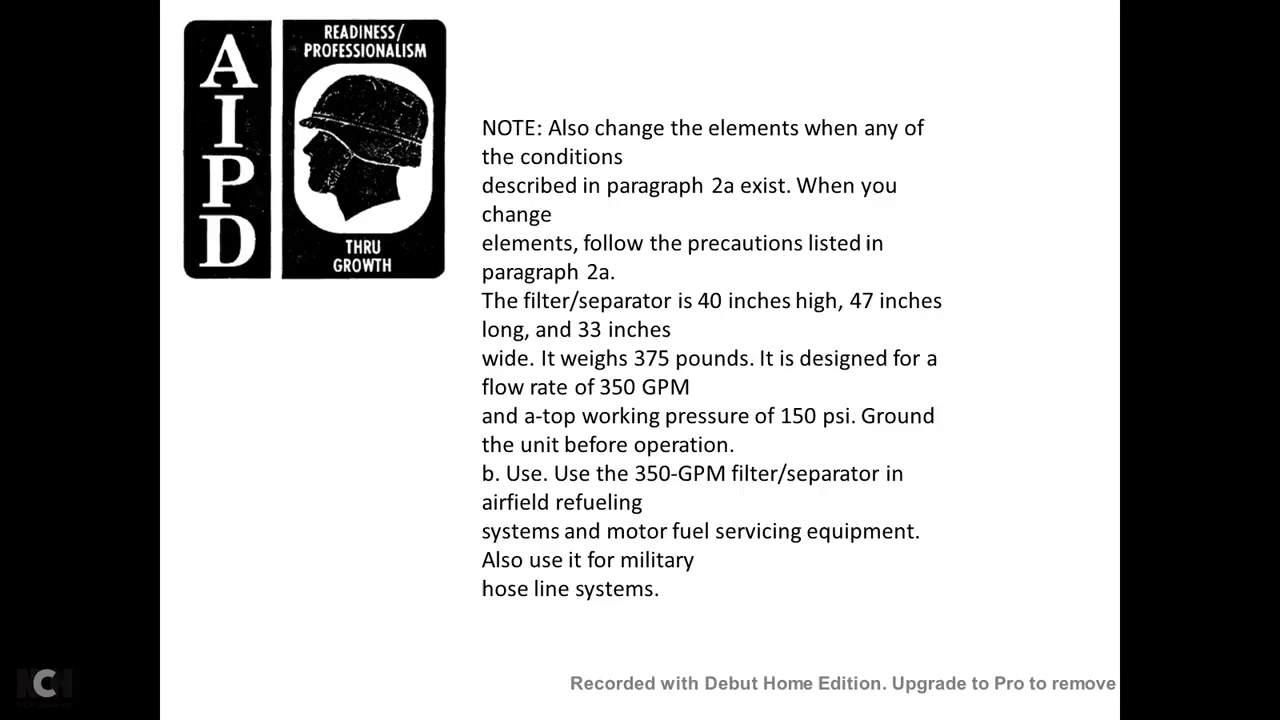 A
I
P
D
READINESS/
PROFESSIONALISM
THRU
GROWTH
NOTE: Also change the elements when any of
the conditions
described in paragraph 2a exist. When you
change
elements, follow the precautions listed in
paragraph 2a.
The filter/separator is 40 inches high, 47 inches
long, and 33 inches
wide. It weighs 375 pounds. It is designed for a
flow rate of 350 GPM
and a-top working pressure of 150 psi. Ground
the unit before operation.
b. Use. Use the 350-GPM filter/separator in
airfield refueling
systems and motor fuel servicing equipment.
Also use it for military
hose line systems.
NCH
Recorded with Debut Home Edition. Upgrade to Pro to remove